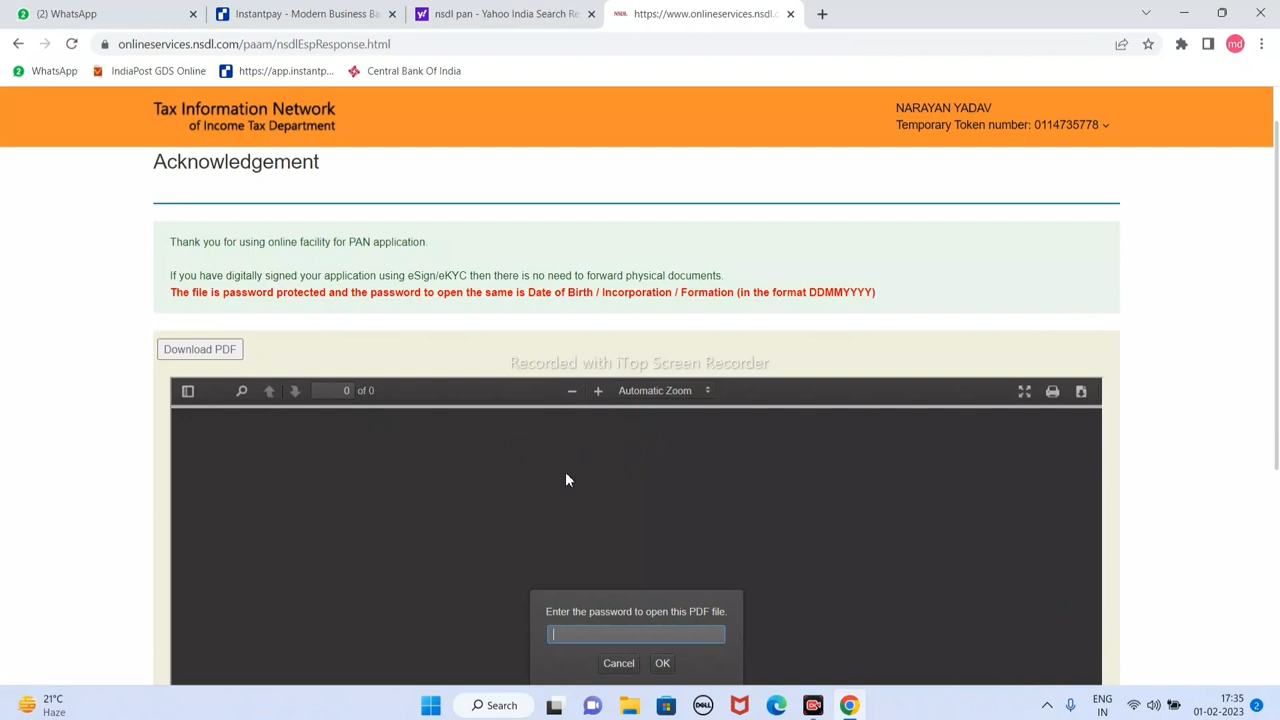 (2) WhatsApp
Instantpay - Modern Business Ba
nsdl pan - Yahoo India Search Re
NSDL https://www.onlineservices.nsdl.c
onlineservices.nsdl.com/paam/nsdlEspResponse.html
md
WhatsApp
IndiaPost GDS Online
https://app.instantp...
Central Bank Of India
Tax Information Network
of Income Tax Department
NARAYAN YADAV
Temporary Token number: 0114735778
Acknowledgement
Thank you for using online facility for PAN application.
If you have digitally signed your application using eSign/eKYC then there is no need to forward physical documents.
The file is password protected and the password to open the same is Date of Birth / Incorporation / Formation (in the format DDMMYYYY)
Download PDF
Recorded with iTop Screen Recorder
0 of 0
Automatic Zoom
Enter the password to open this PDF file.
Cancel
OK
21°C
Haze
Search
DELL
ENG
IN
17:35
01-02-2023
2